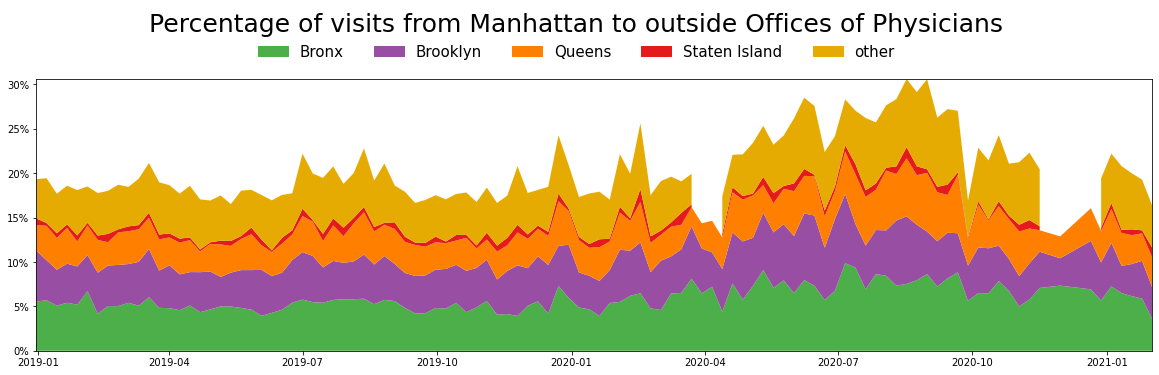 Percentage of visits from Manhattan to outside Offices of Physicians
Bronx Brooklyn Queens Staten Island other
30%
25%
20%
15%
10%
5%
0%
2019-01 2019-04 2019-07 2019-10 2020-01 2020-04 2020-07 2020-10 2021-01